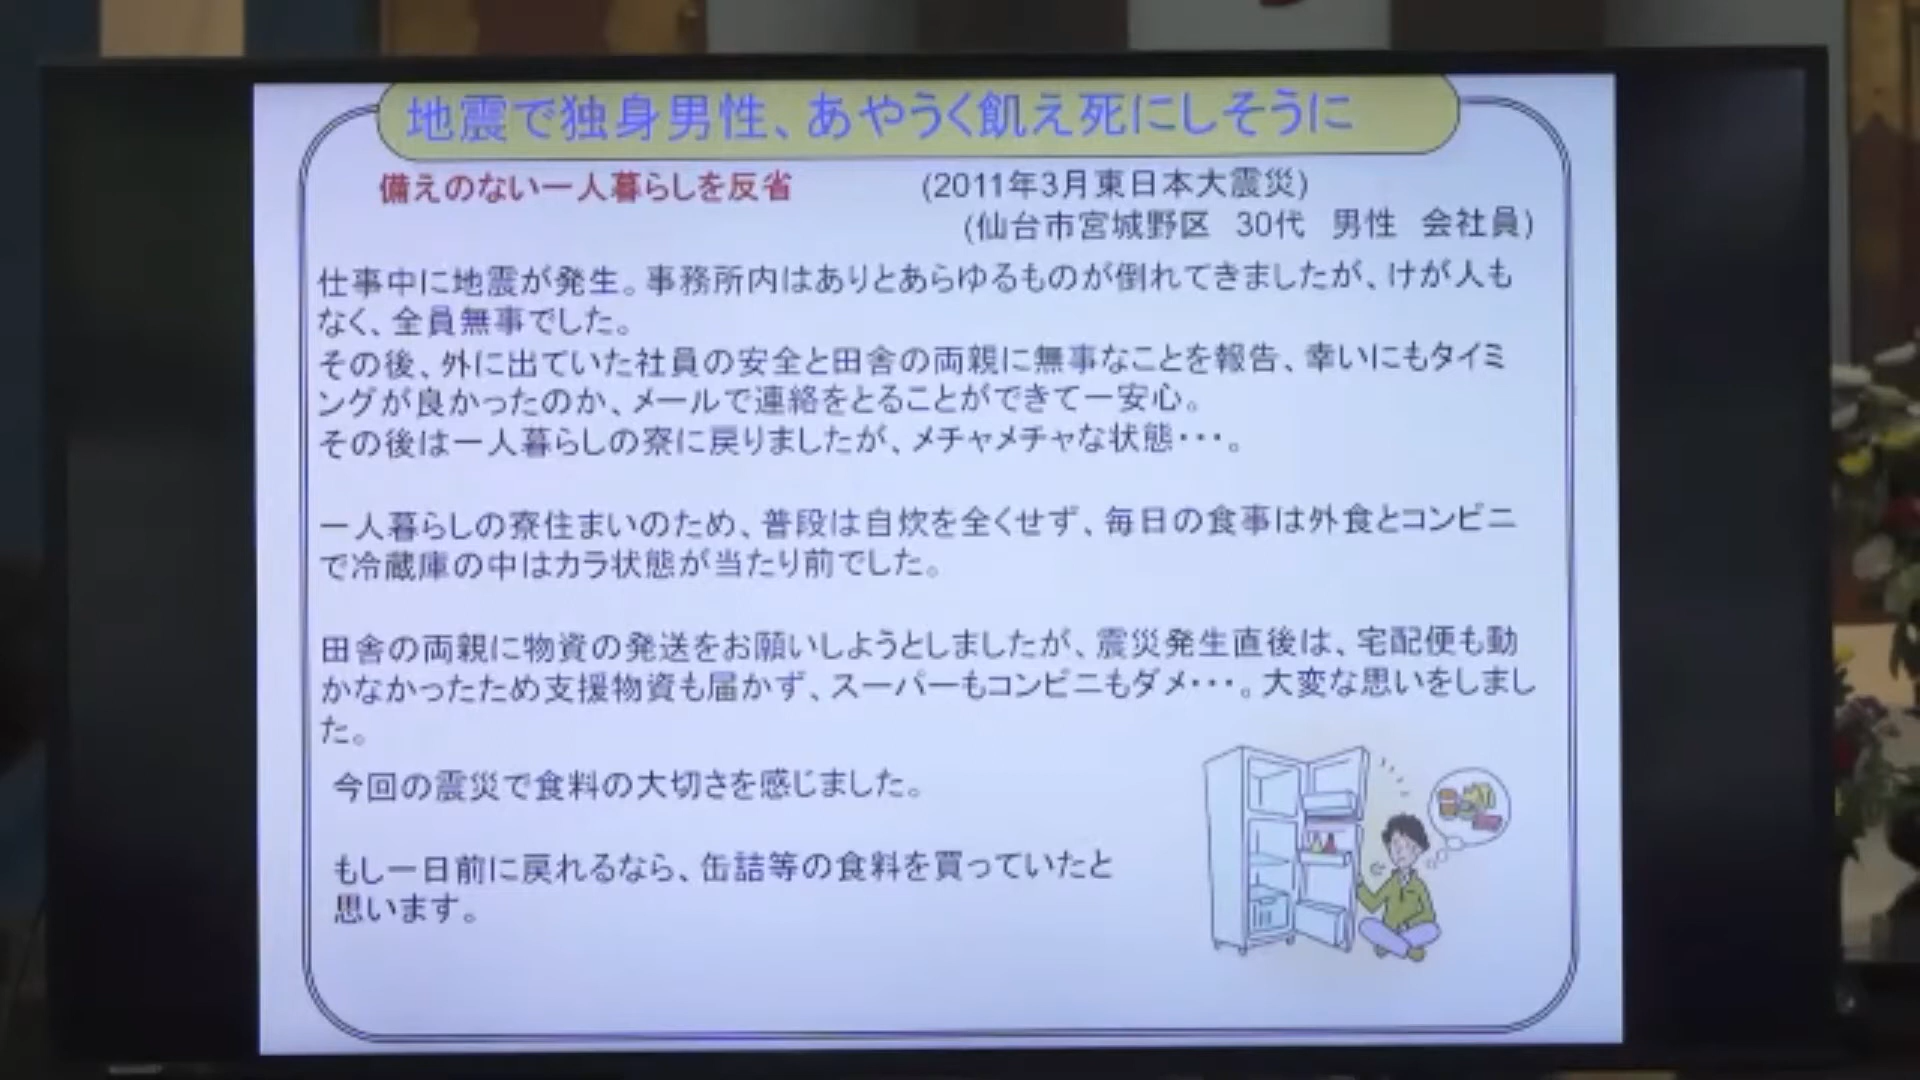 地震で独身男性、あやうく飢え死にしそうに
備えのない一人暮らしを反省
(2011年3月東日本大震災)
(仙台市宮城野区　30代　男性　会社員)
仕事中に地震が発生。事務所内はありとあらゆるものが倒れてきましたが、けが人も
なく、全員無事でした。
その後、外に出ていた社員の安全と田舎の両親に無事なことを報告、幸いにもタイミ
ングが良かったのか、メールで連絡をとることができて一安心。
その後は一人暮らしの寮に戻りましたが、メチャメチャな状態・・・。
一人暮らしの寮住まいのため、普段は自炊を全くせず、毎日の食事は外食とコンビニ
で冷蔵庫の中はカラ状態が当たり前でした。
田舎の両親に物資の発送をお願いしようとしましたが、震災発生直後は、宅配便も動
かなかったため支援物資も届かず、スーパーもコンビニもダメ・・・。大変な思いをしまし
た。
今回の震災で食料の大切さを感じました。
もし一日前に戻れるなら、缶詰等の食料を買っていたと
思います。